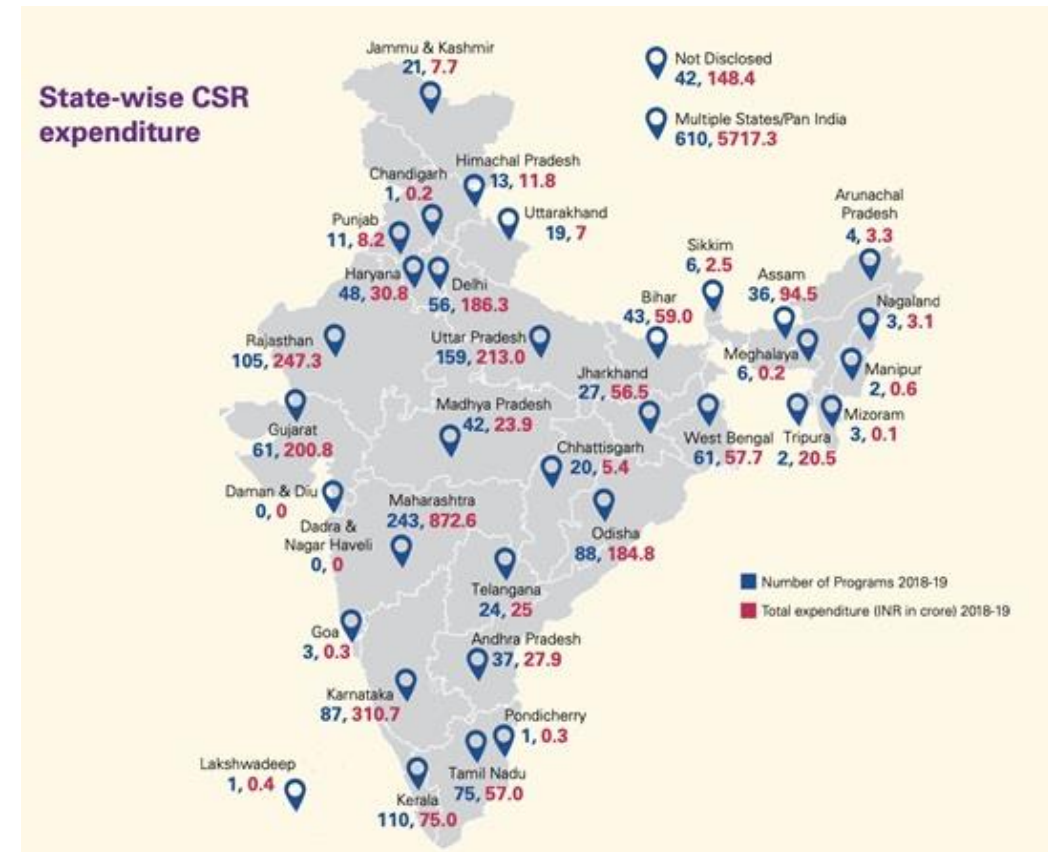 State-wise CSR
expenditure
Jammu & Kashmir
21, 7.7
Not Disclosed
42, 148.4
Multiple States/Pan India
610, 5717.3
Himachal Pradesh
13, 11.8
Chandigarh
1, 0.2
Punjab
11, 8.2
Uttarakhand
19, 7
Haryana
48, 30.8
Delhi
56, 186.3
Arunachal
Pradesh
4, 3.3
Sikkim
6, 2.5
Assam
36, 94.5
Nagaland
3, 3.1
Bihar
43, 59.0
Meghalaya
6, 0.2
Manipur
2, 0.6
Rajasthan
105, 247.3
Uttar Pradesh
159, 213.0
Jharkhand
27, 56.5
Mizoram
3, 0.1
Gujarat
61, 200.8
Madhya Pradesh
42, 23.9
Chhattisgarh
20, 5.4
West Bengal
61, 57.7
Tripura
2, 20.5
Daman & Diu
0, 0
Dadra &
Nagar Haveli
0, 0
Maharashtra
243, 872.6
Odisha
88, 184.8
Telangana
24, 25
Number of Programs 2018-19
Total expenditure (INR in crore) 2018-19
Goa
3, 0.3
Andhra Pradesh
37, 27.9
Karnataka
87, 310.7
Pondicherry
1, 0.3
Lakshwadeep
1, 0.4
Tamil Nadu
75, 57.0
Kerala
110, 75.0